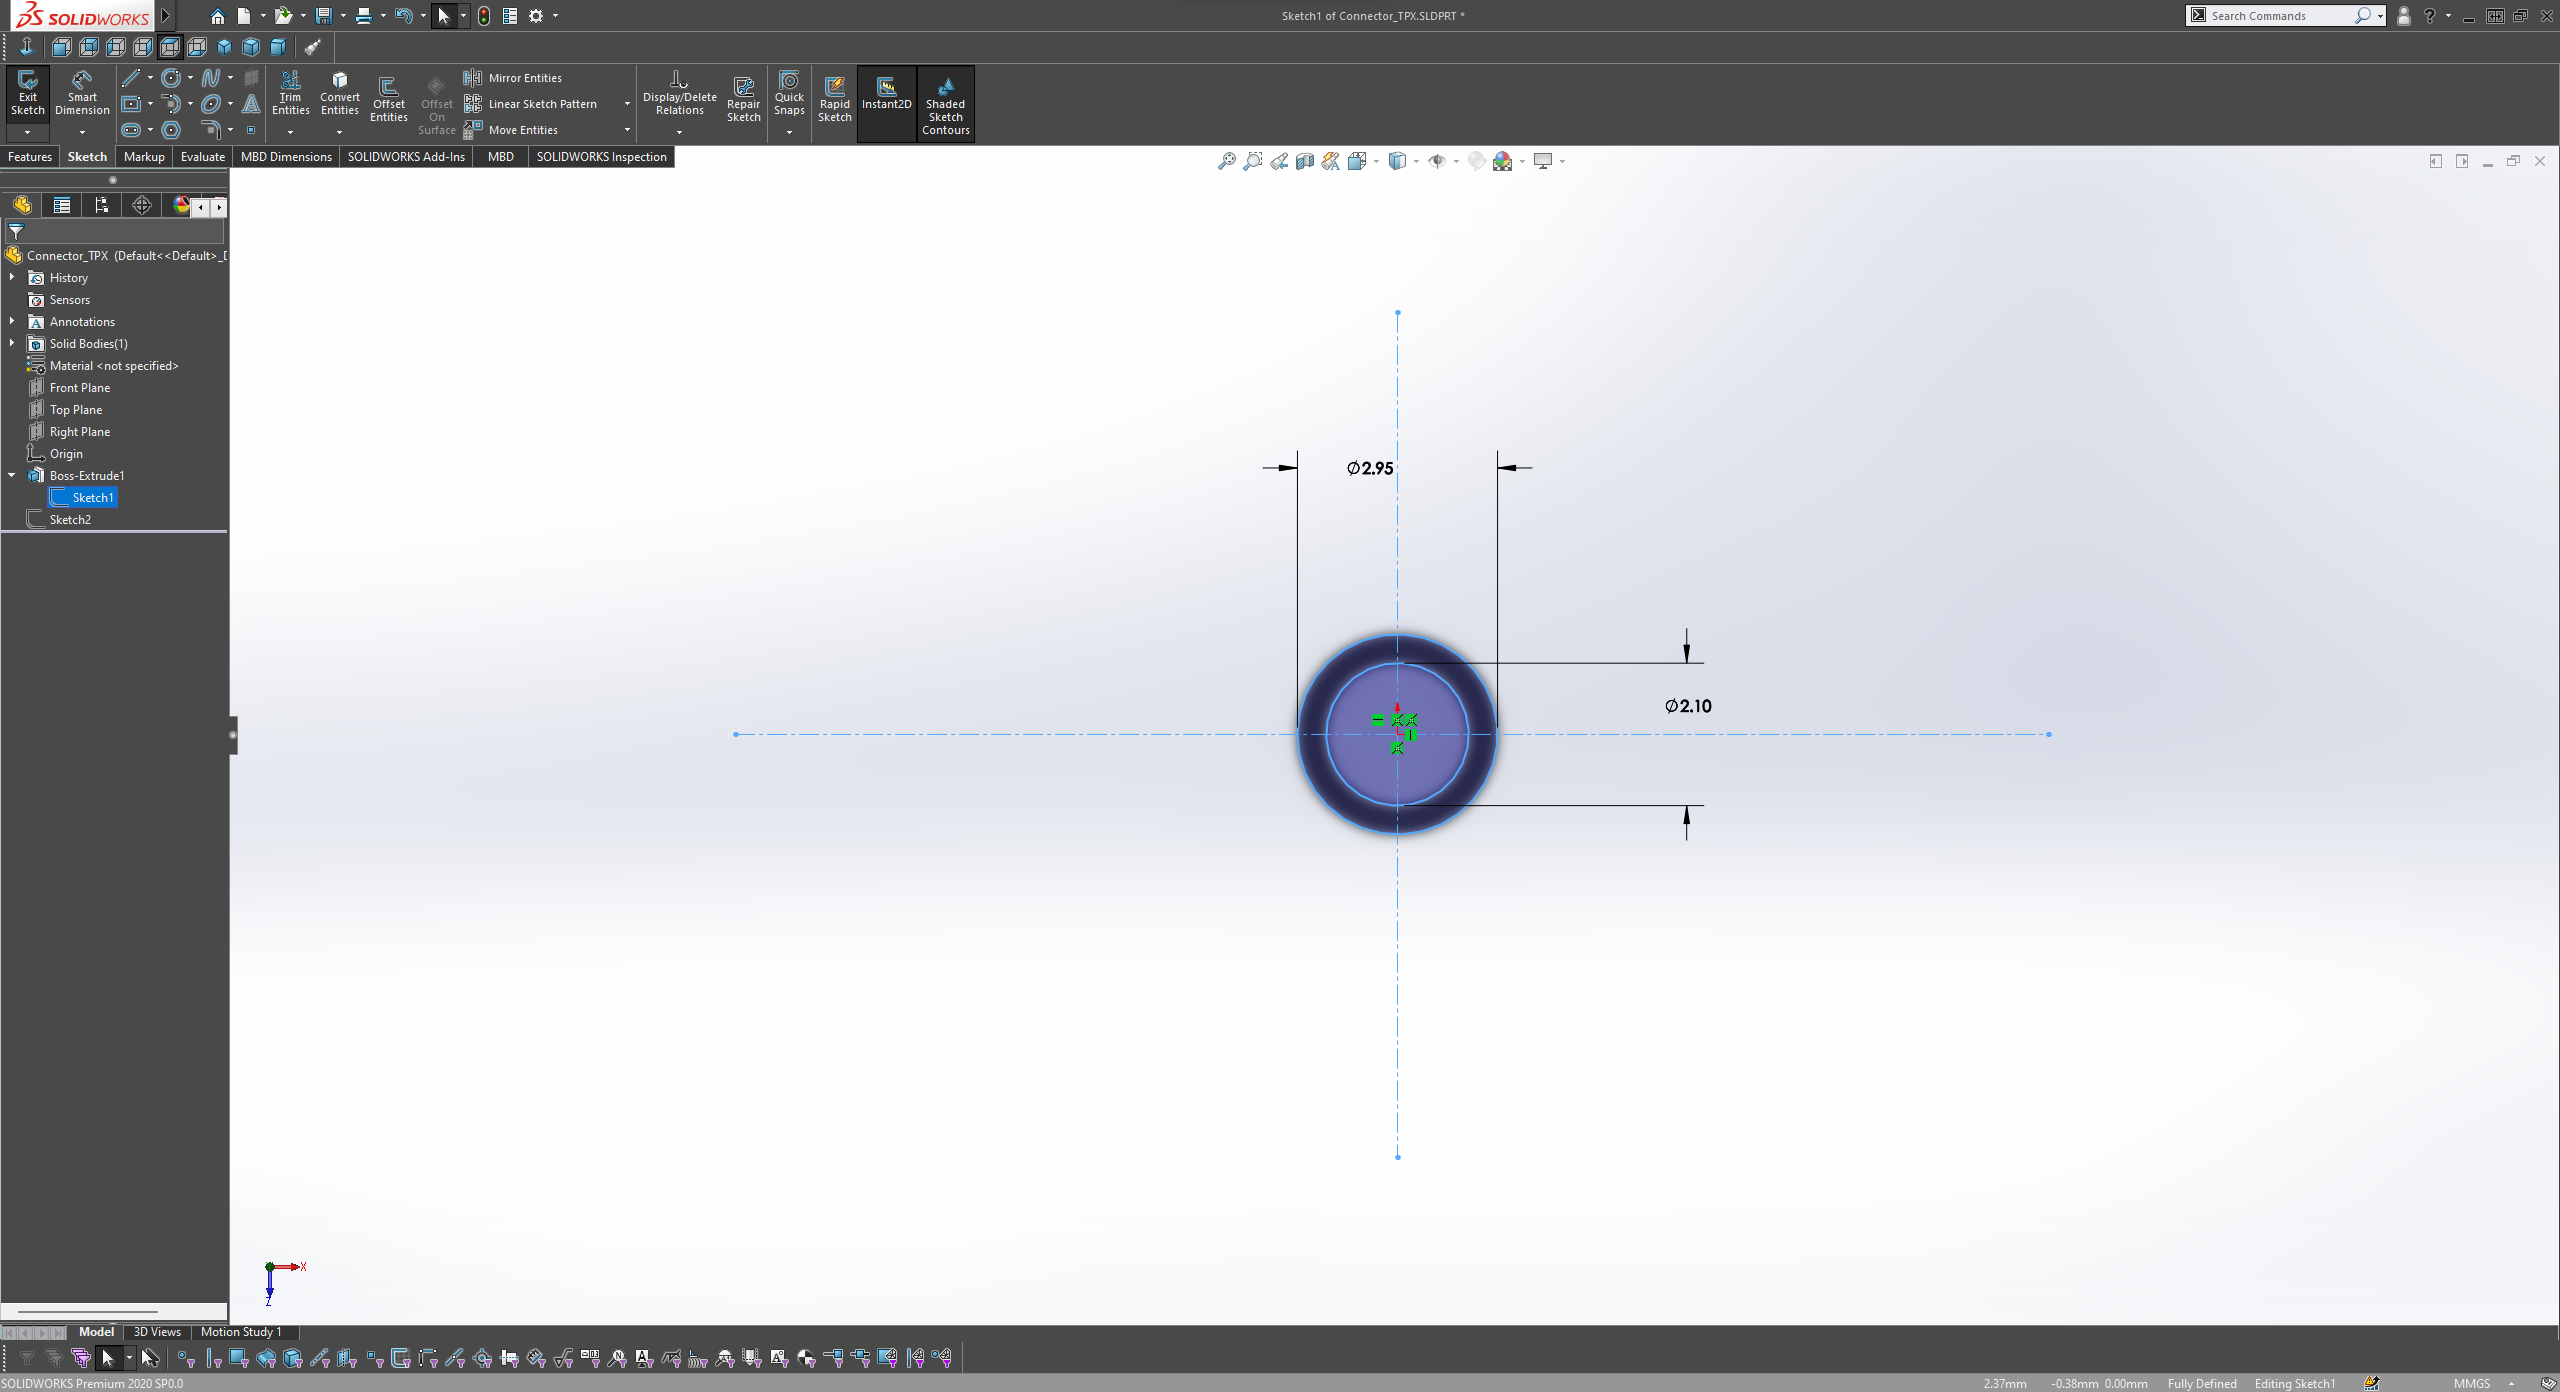 SOLIDWORKS
Sketch1 of Connector_TPX.SLDPRT *
Search Commands
Exit Sketch
Smart Dimension
Trim Entities
Convert Entities
Offset Entities
Offset On Surface
Mirror Entities
Linear Sketch Pattern
Move Entities
Display/Delete Relations
Repair Sketch
Quick Snaps
Rapid Sketch
Instant2D
Shaded Sketch Contours
Features
Sketch
Markup
Evaluate
MBD Dimensions
SOLIDWORKS Add-Ins
MBD
SOLIDWORKS Inspection
Connector_TPX (Default<<Default>_D
History
Sensors
Annotations
Solid Bodies(1)
Material <not specified>
Front Plane
Top Plane
Right Plane
Origin
Boss-Extrude1
Sketch1
Sketch2
∅2.95
∅2.10
X
Z
Model
3D Views
Motion Study 1
SOLIDWORKS Premium 2020 SP0.0
2.37mm
-0.38mm
0.00mm
Fully Defined
Editing Sketch1
MMGS